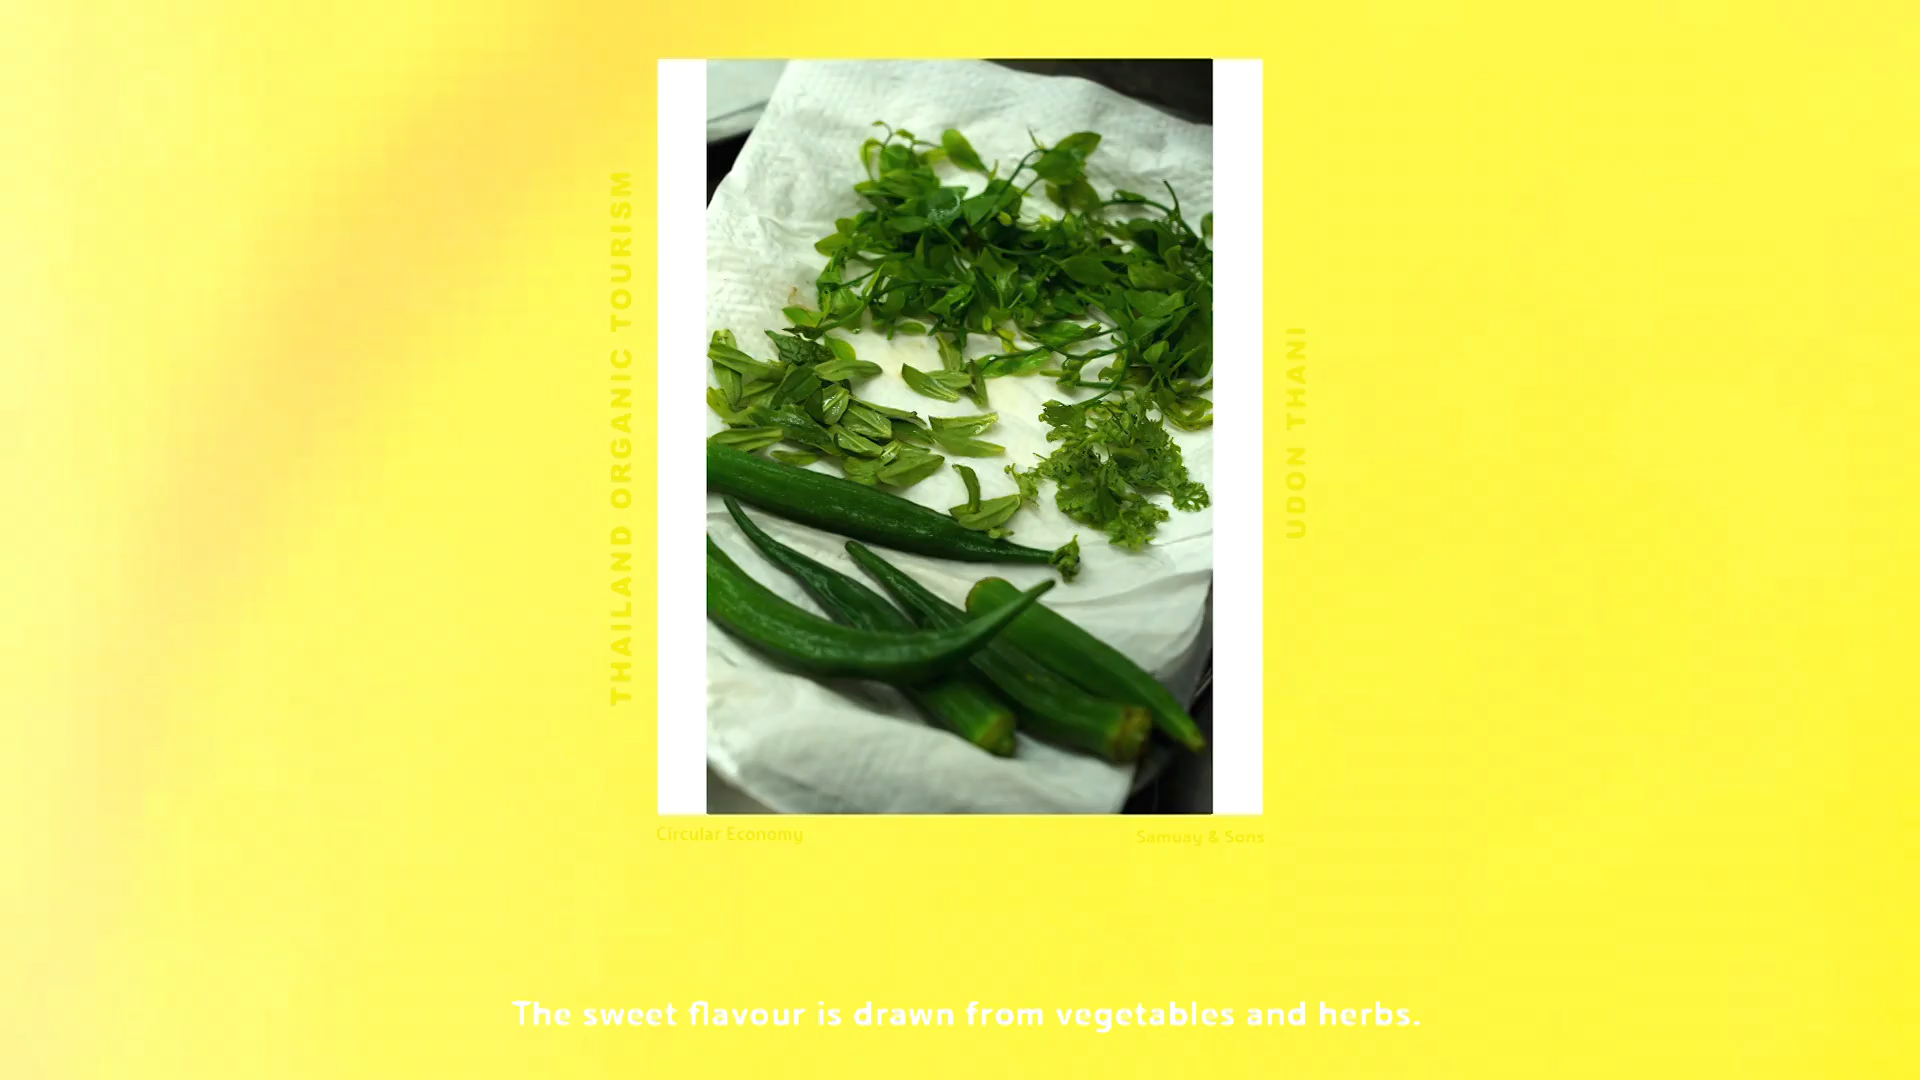 THAILAND ORGANIC TOURISM
UDON THANI
Circular Economy
Samuay & Sons
The sweet flavour is drawn from vegetables and herbs.